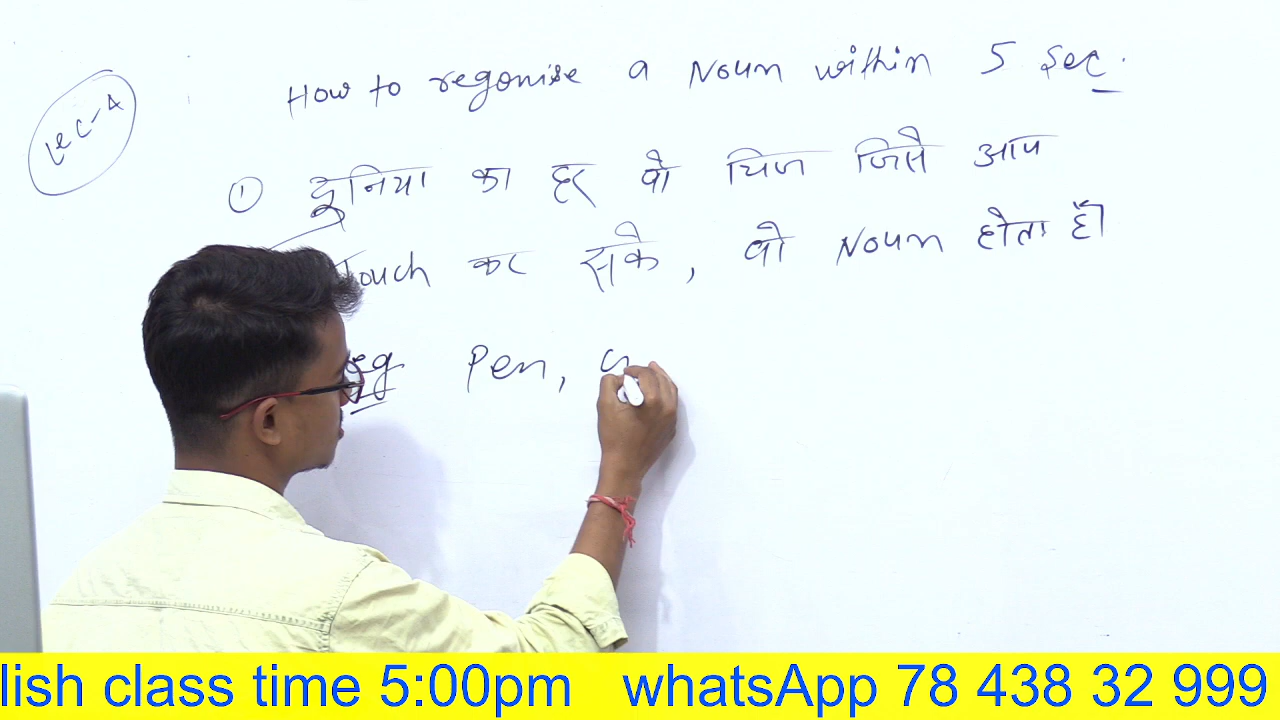 Lec-4
How to regonise a Noun within 5 Sec.
① दुनिया का हर वो चिज जिसे आप
Touch कर सके, वो Noun होता है।
eg Pen,
lish class time 5:00pm whatsApp 78 438 32 999